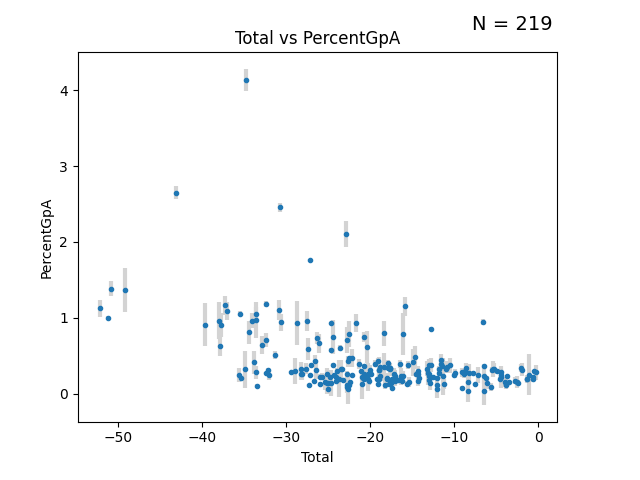 N = 219
Total vs PercentGpA
PercentGpA
4
3
2
1
0
−50 −40 −30 −20 −10 0
Total